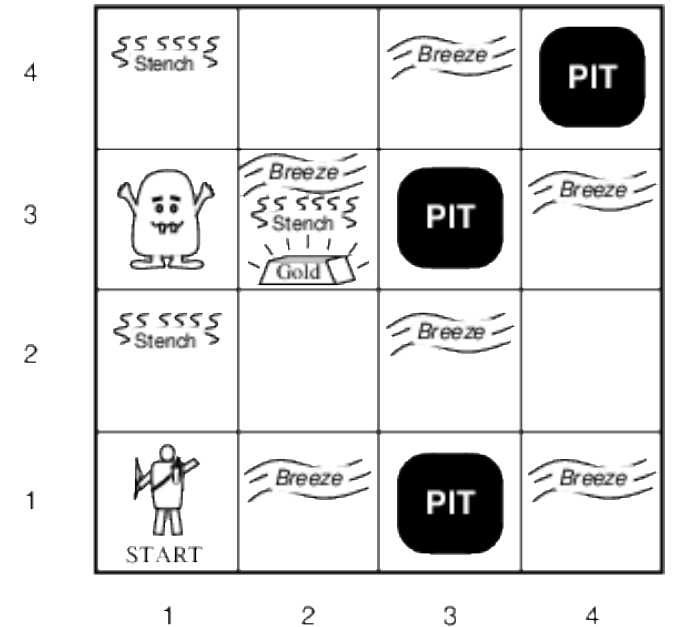 4
Stench
Breeze
PIT
3
Breeze
Stench
Gold
PIT
Breeze
2
Stench
Breeze
1
START
Breeze
PIT
Breeze
1 2 3 4